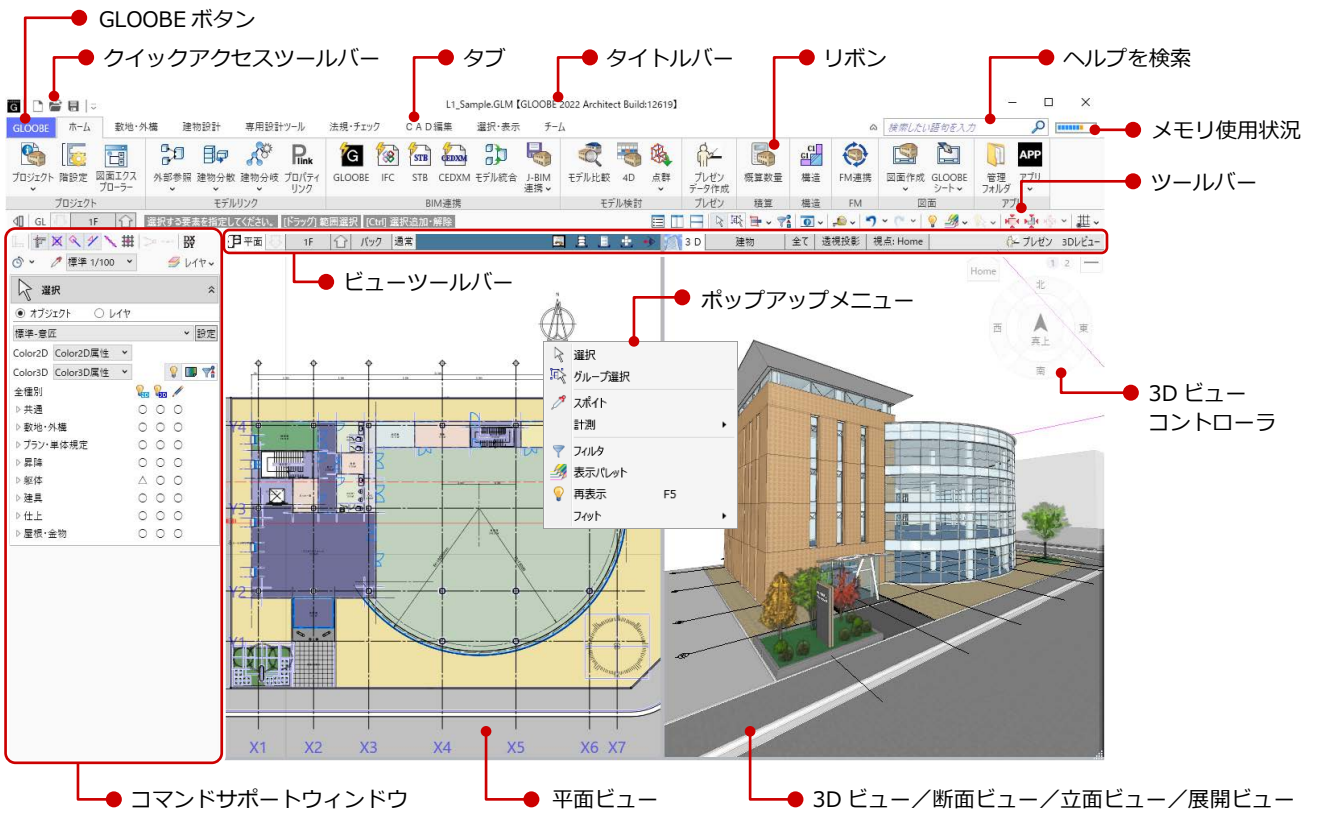 GLOOBE ボタン
クイックアクセスツールバー
タブ
タイトルバー
リボン
ヘルプを検索
L1_Sample.GLM【GLOOBE 2022 Architect Build:12619】
GLOOBE ホーム 敷地・外構 建物設計 専用設計ツール 法規・チェック CAD編集 選択・表示 チーム
検索したい語句を入力
メモリ使用状況
プロジェクト 階設定 図面エクスプローラー 外部参照 建物分散 建物分岐 プロパティリンク GLOOBE IFC STB CEDXM モデル統合 J-BIM連携 モデル比較 4D 点群 プレゼンデータ作成 概算数量 構造 FM連携 図面作成 GLOOBEシート 管理フォルダ アプリ
プロジェクト モデルリンク BIM連携 モデル検討 プレゼン 積算 構造 FM 図面 アプリ
ツールバー
GL 1F 選択する要素を指定してください。 [ドラッグ] 範囲選択 [Ctrl] 選択追加・解除
平面 1F バック 通常 3D 建物 全て 透視投影 視点: Home プレゼン 3Dビュー
標準 1/100 レイヤ
ビューツールバー
ポップアップメニュー
選択
オブジェクト レイヤ
標準-意匠 設定
Color2D Color2D属性
Color3D Color3D属性
全種別
共通
敷地・外構
プラン・単体規定
昇降
躯体
建具
仕上
屋根・金物
選択
グループ選択
スポイト
計測
フィルタ
表示パレット
再表示 F5
フィット
Home
1 2
北
西 東
真上
南
3D ビュー
コントローラ
Y4
Y3
Y2
Y1
X1 X2 X3 X4 X5 X6 X7
コマンドサポートウィンドウ
平面ビュー
3D ビュー／断面ビュー／立面ビュー／展開ビュー